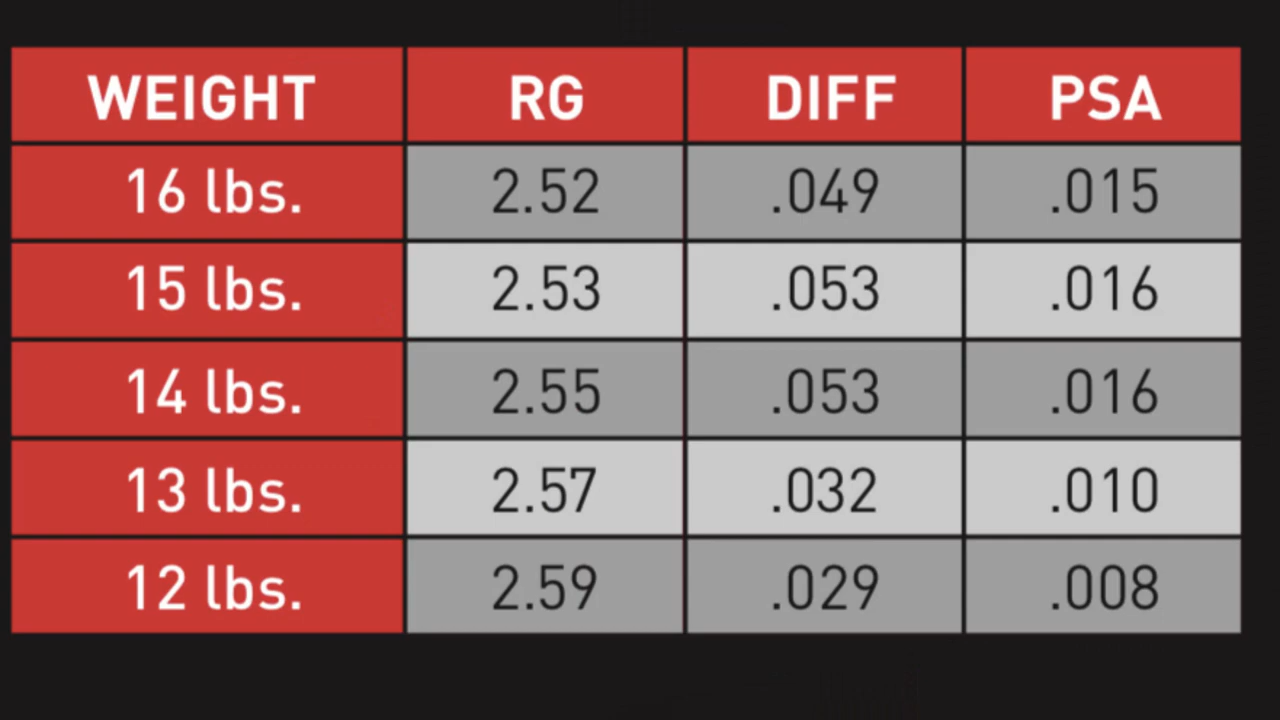 WEIGHT RG DIFF PSA
16 lbs. 2.52 .049 .015
15 lbs. 2.53 .053 .016
14 lbs. 2.55 .053 .016
13 lbs. 2.57 .032 .010
12 lbs. 2.59 .029 .008